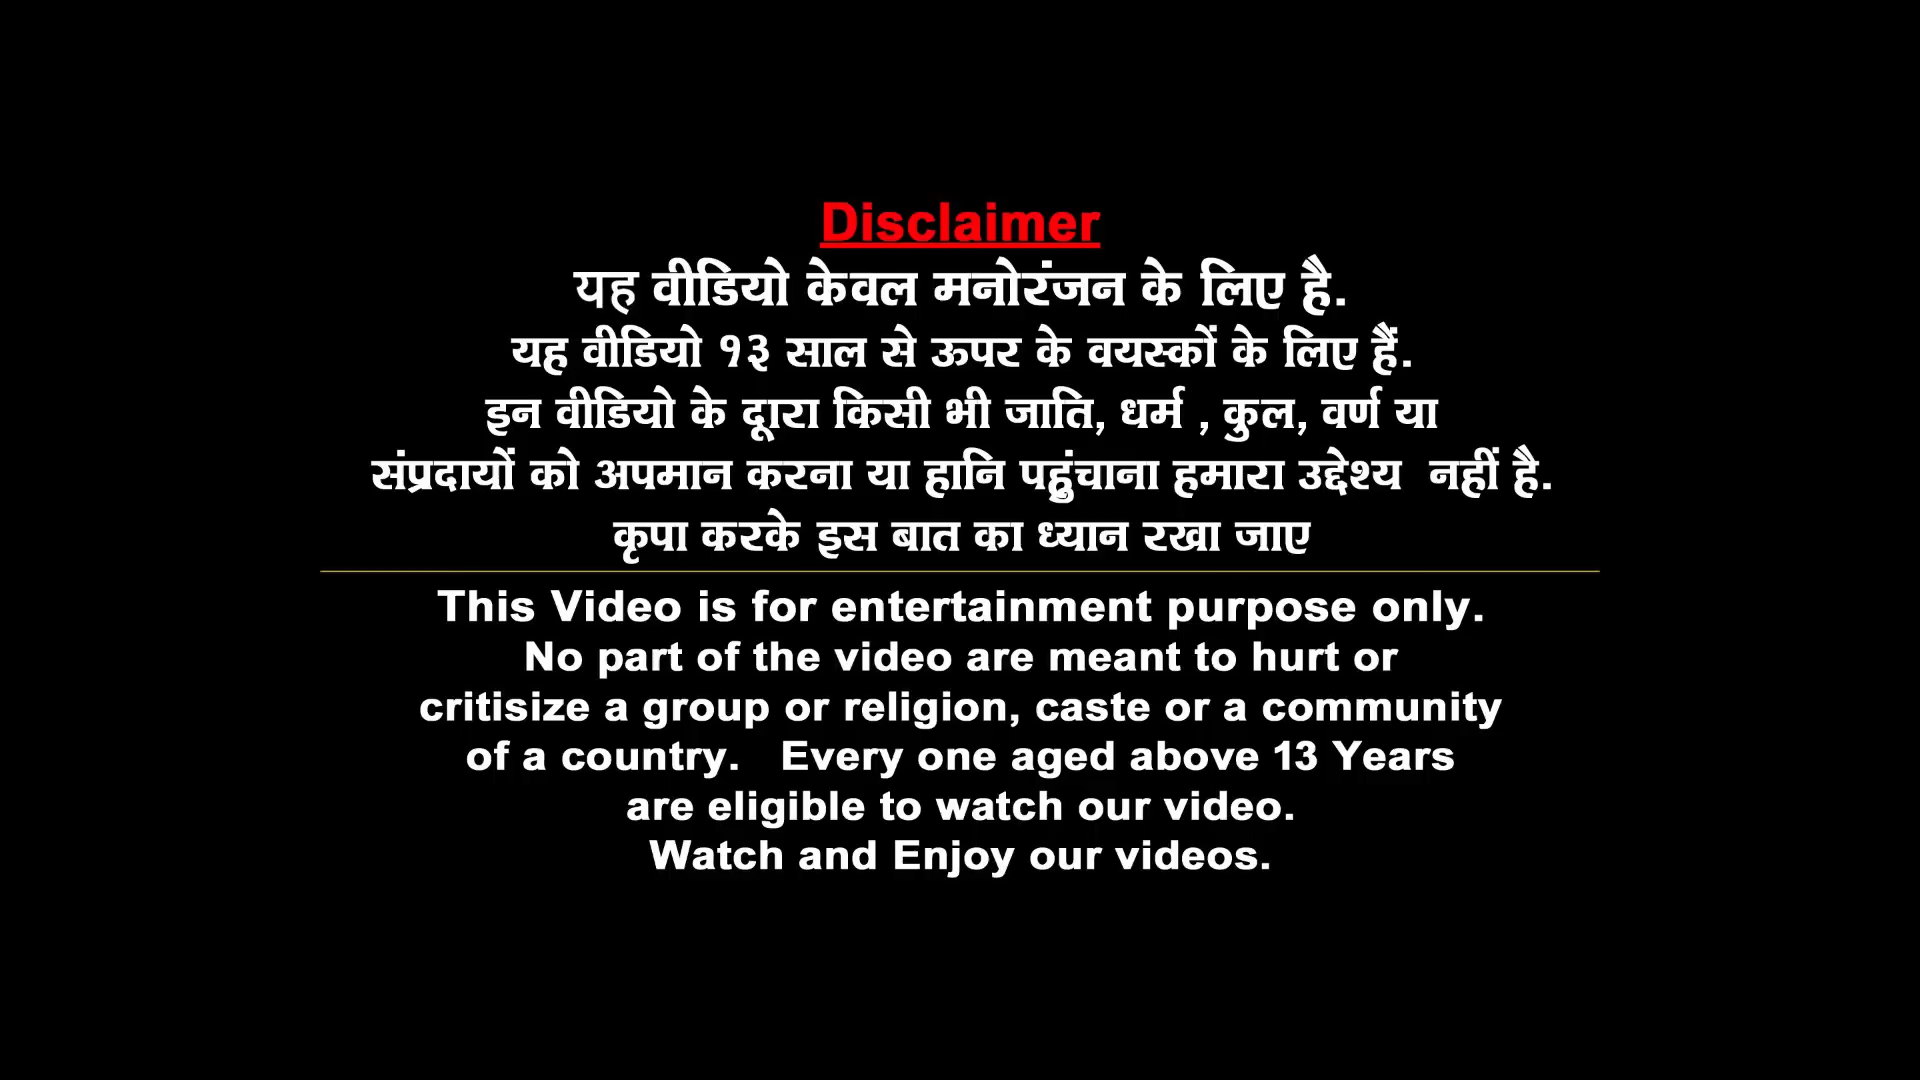 Disclaimer
यह वीडियो केवल मनोरंजन के लिए है.
यह वीडियो १३ साल से ऊपर के वयस्कों के लिए हैं.
इन वीडियो के दूारा किसी भी जाति, धर्म , कुल, वर्ण या
संप्रदायों को अपमान करना या हानि पहुंचाना हमारा उद्देश्य नहीं है.
कृपा करके इस बात का ध्यान रखा जाए
This Video is for entertainment purpose only.
No part of the video are meant to hurt or
critisize a group or religion, caste or a community
of a country. Every one aged above 13 Years
are eligible to watch our video.
Watch and Enjoy our videos.